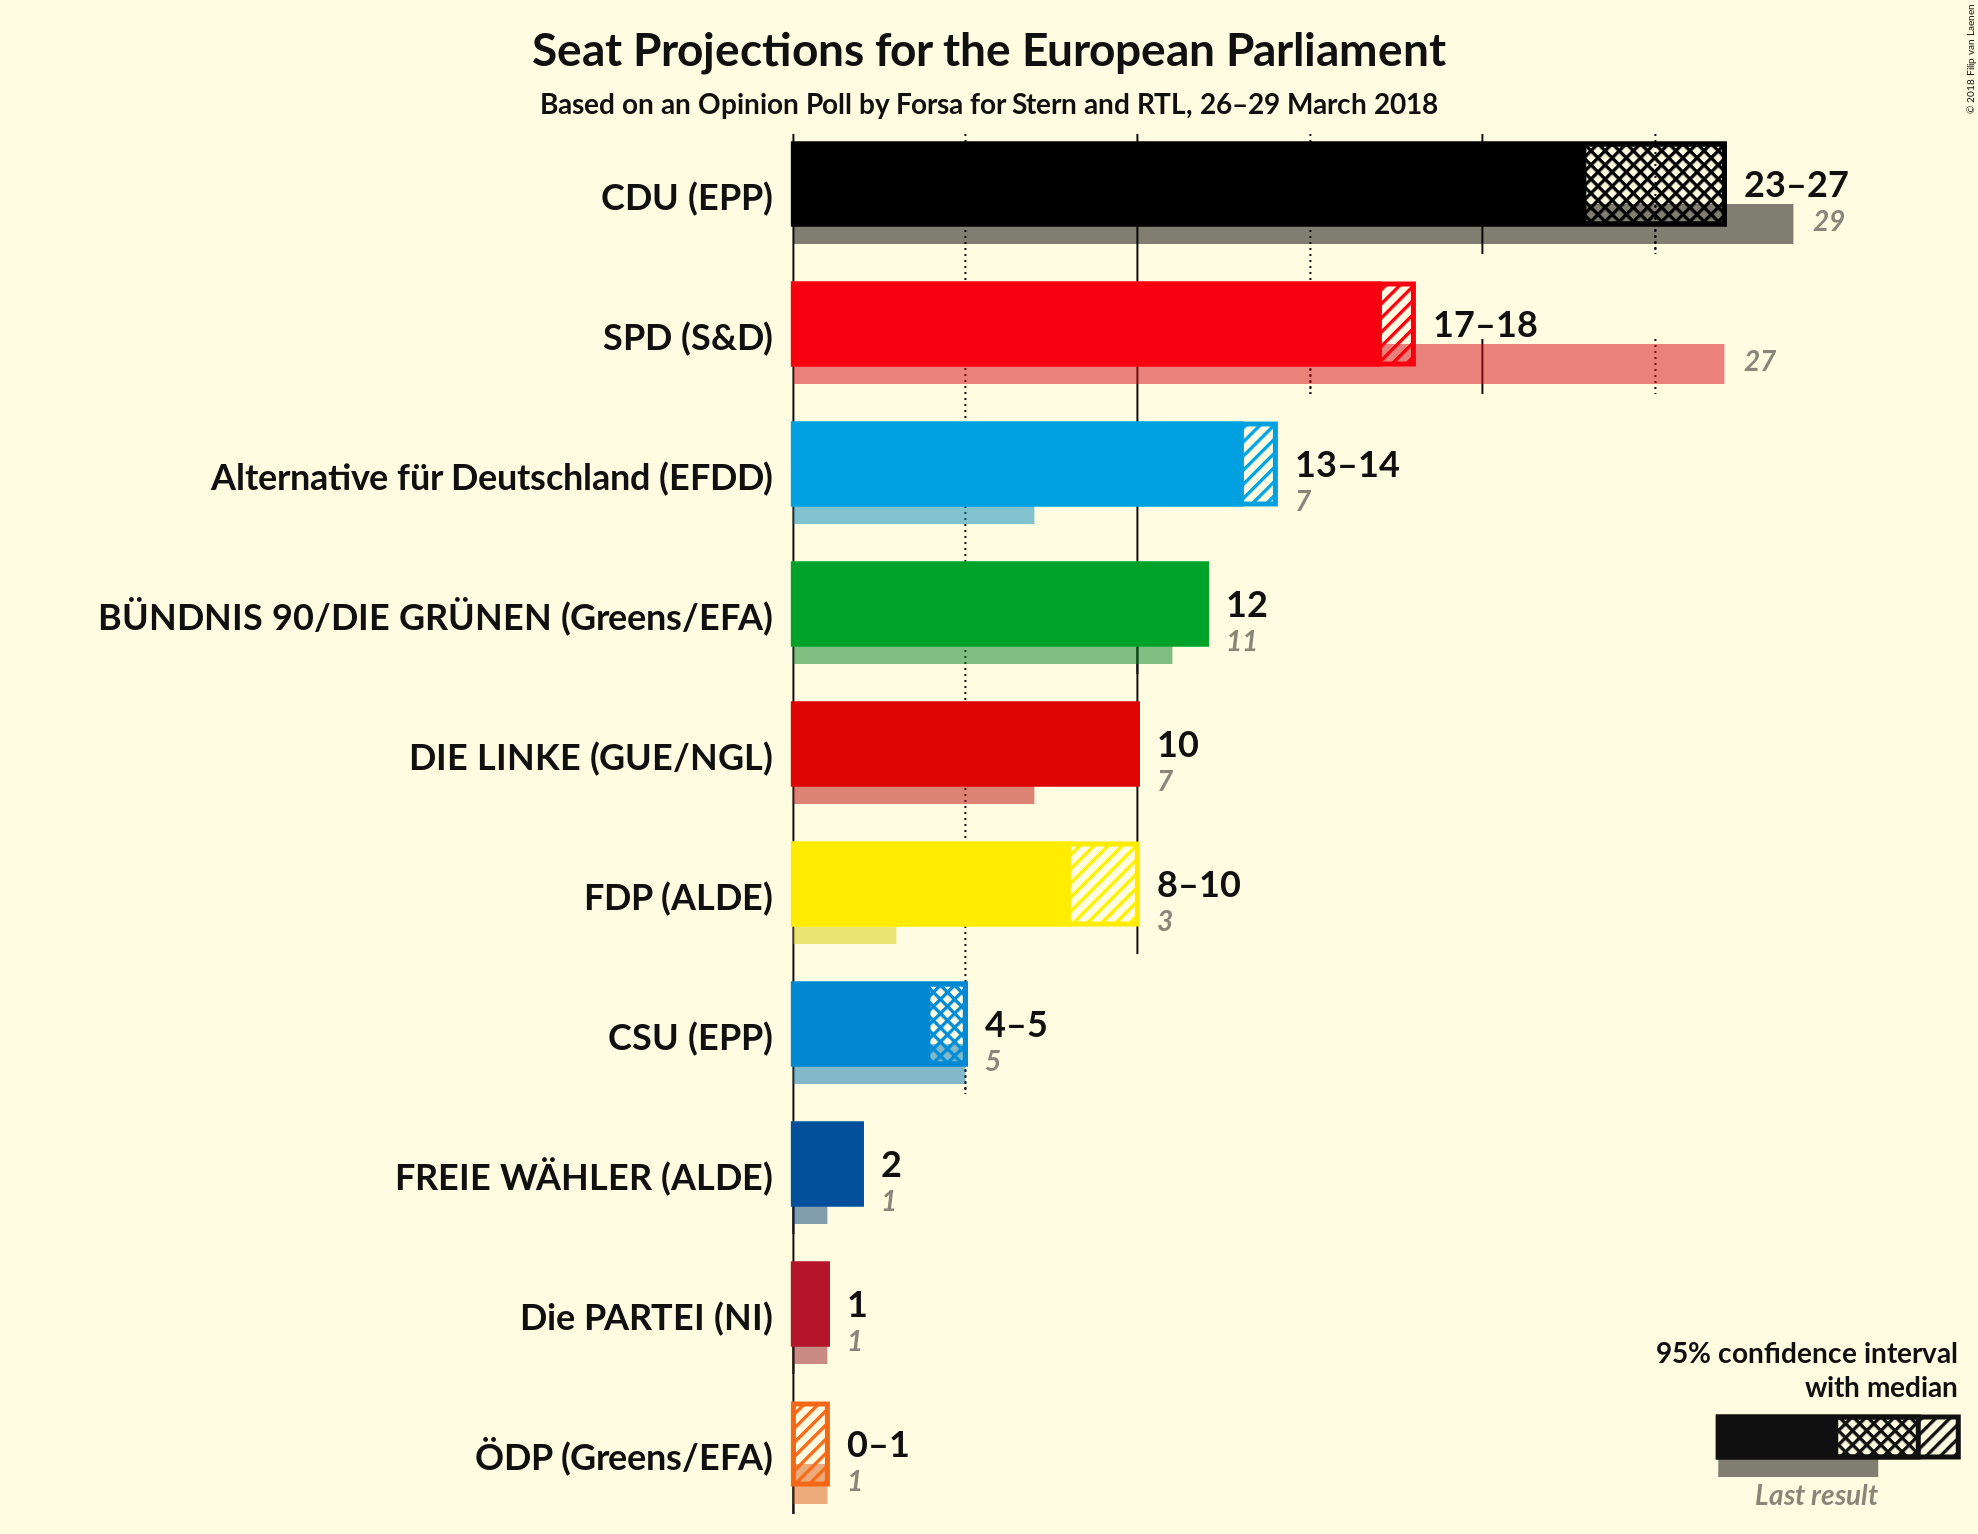 Seat Projections for the European Parliament
Based on an Opinion Poll by Forsa for Stern and RTL, 26–29 March 2018
© 2018 Filip van Laenen
CDU (EPP)
23–27
29
SPD (S&D)
17–18
27
Alternative für Deutschland (EFDD)
13–14
7
BÜNDNIS 90/DIE GRÜNEN (Greens/EFA)
12
11
DIE LINKE (GUE/NGL)
10
7
FDP (ALDE)
8–10
3
CSU (EPP)
4–5
5
FREIE WÄHLER (ALDE)
2
1
Die PARTEI (NI)
1
1
ÖDP (Greens/EFA)
0–1
1
95% confidence interval
with median
Last result